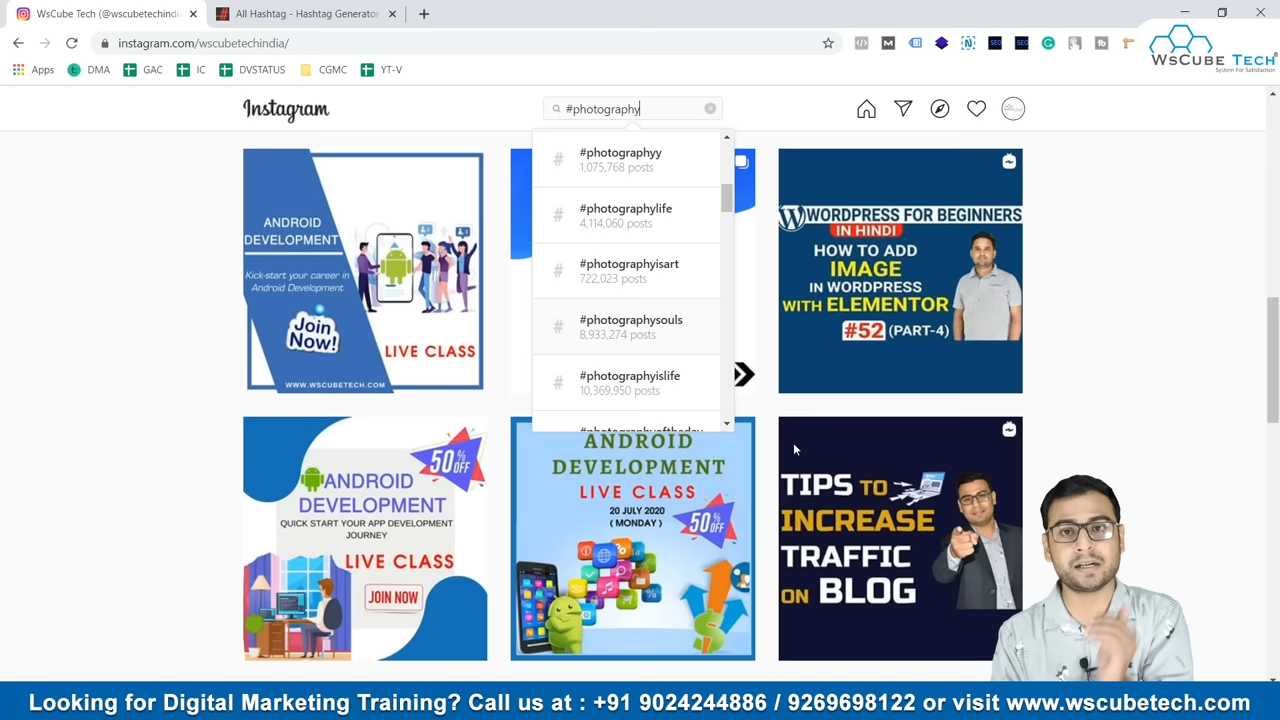 WsCube Tech (@wscubetechindia)
All Hashtag - Hashtag Generator
instagram.com/wscubetechindia/
Apps
DMA
GAC
IC
DVSTATUS
CGMC
YT-V
WSCUBE TECH
System For Satisfaction
Instagram
#photography
#photographyy
1,075,768 posts
#photographylife
4,114,060 posts
#photographyisart
722,023 posts
#photographysouls
8,933,274 posts
#photographyislife
10,369,950 posts
ANDROID
DEVELOPMENT
Kick-start your career in
Android Development
Join
Now!
LIVE CLASS
WWW.WSCUBETECH.COM
WORDPRESS FOR BEGINNERS
IN HINDI
HOW TO ADD
IMAGE
IN WORDPRESS
WITH ELEMENTOR
#52 (PART-4)
50%
OFF
ANDROID
DEVELOPMENT
QUICK START YOUR APP DEVELOPMENT
JOURNEY
LIVE CLASS
JOIN NOW
ANDROID
DEVELOPMENT
LIVE CLASS
20 JULY 2020
( MONDAY )
50%
OFF
TIPS TO
INCREASE
TRAFFIC
ON BLOG
Looking for Digital Marketing Training? Call us at : +91 9024244886 / 9269698122 or visit www.wscubetech.com